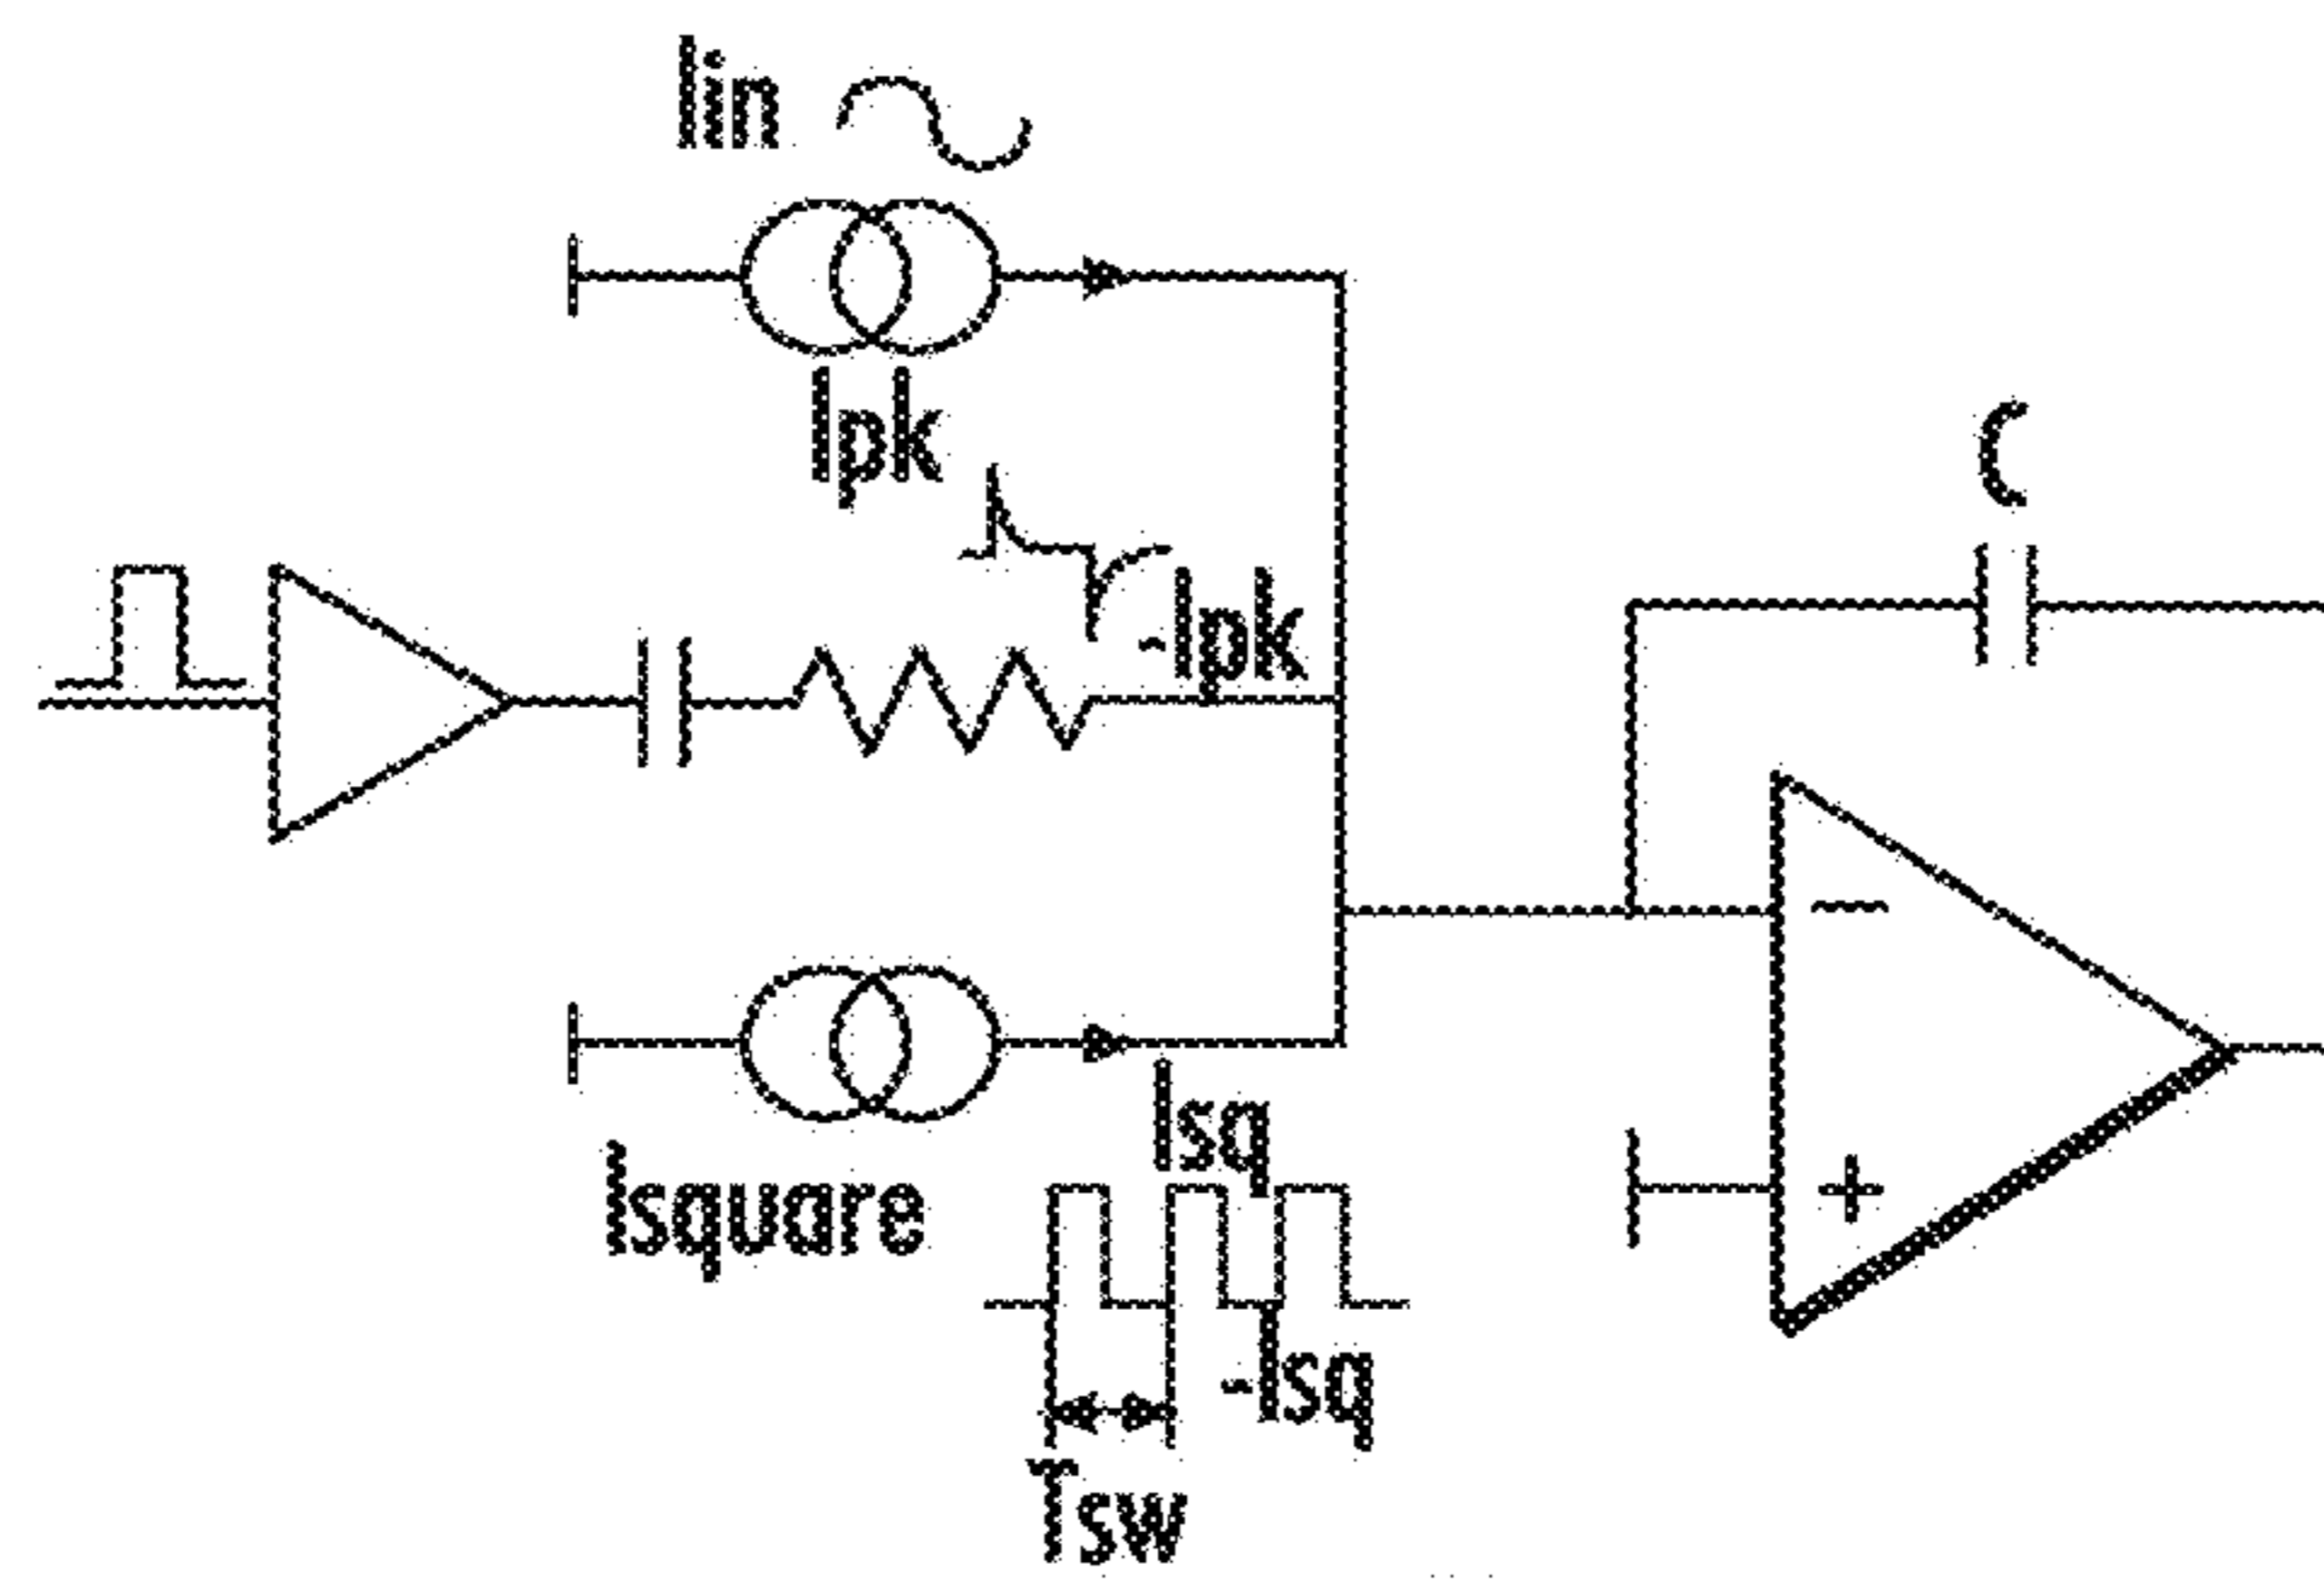 Iin
Ipk
C
-Ipk
−
Isq
Isquare
+
-Isq
Tsw